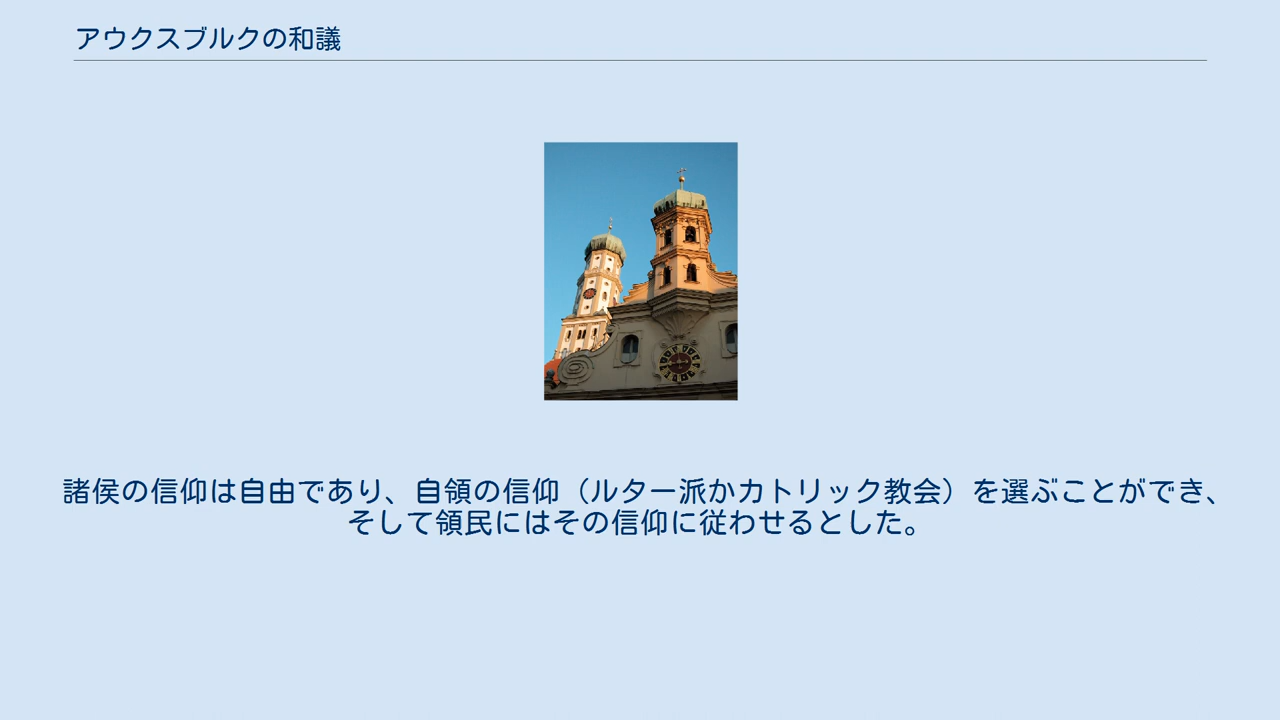 アウクスブルクの和議
諸侯の信仰は自由であり、自領の信仰（ルター派かカトリック教会）を選ぶことができ、
そして領民にはその信仰に従わせるとした。